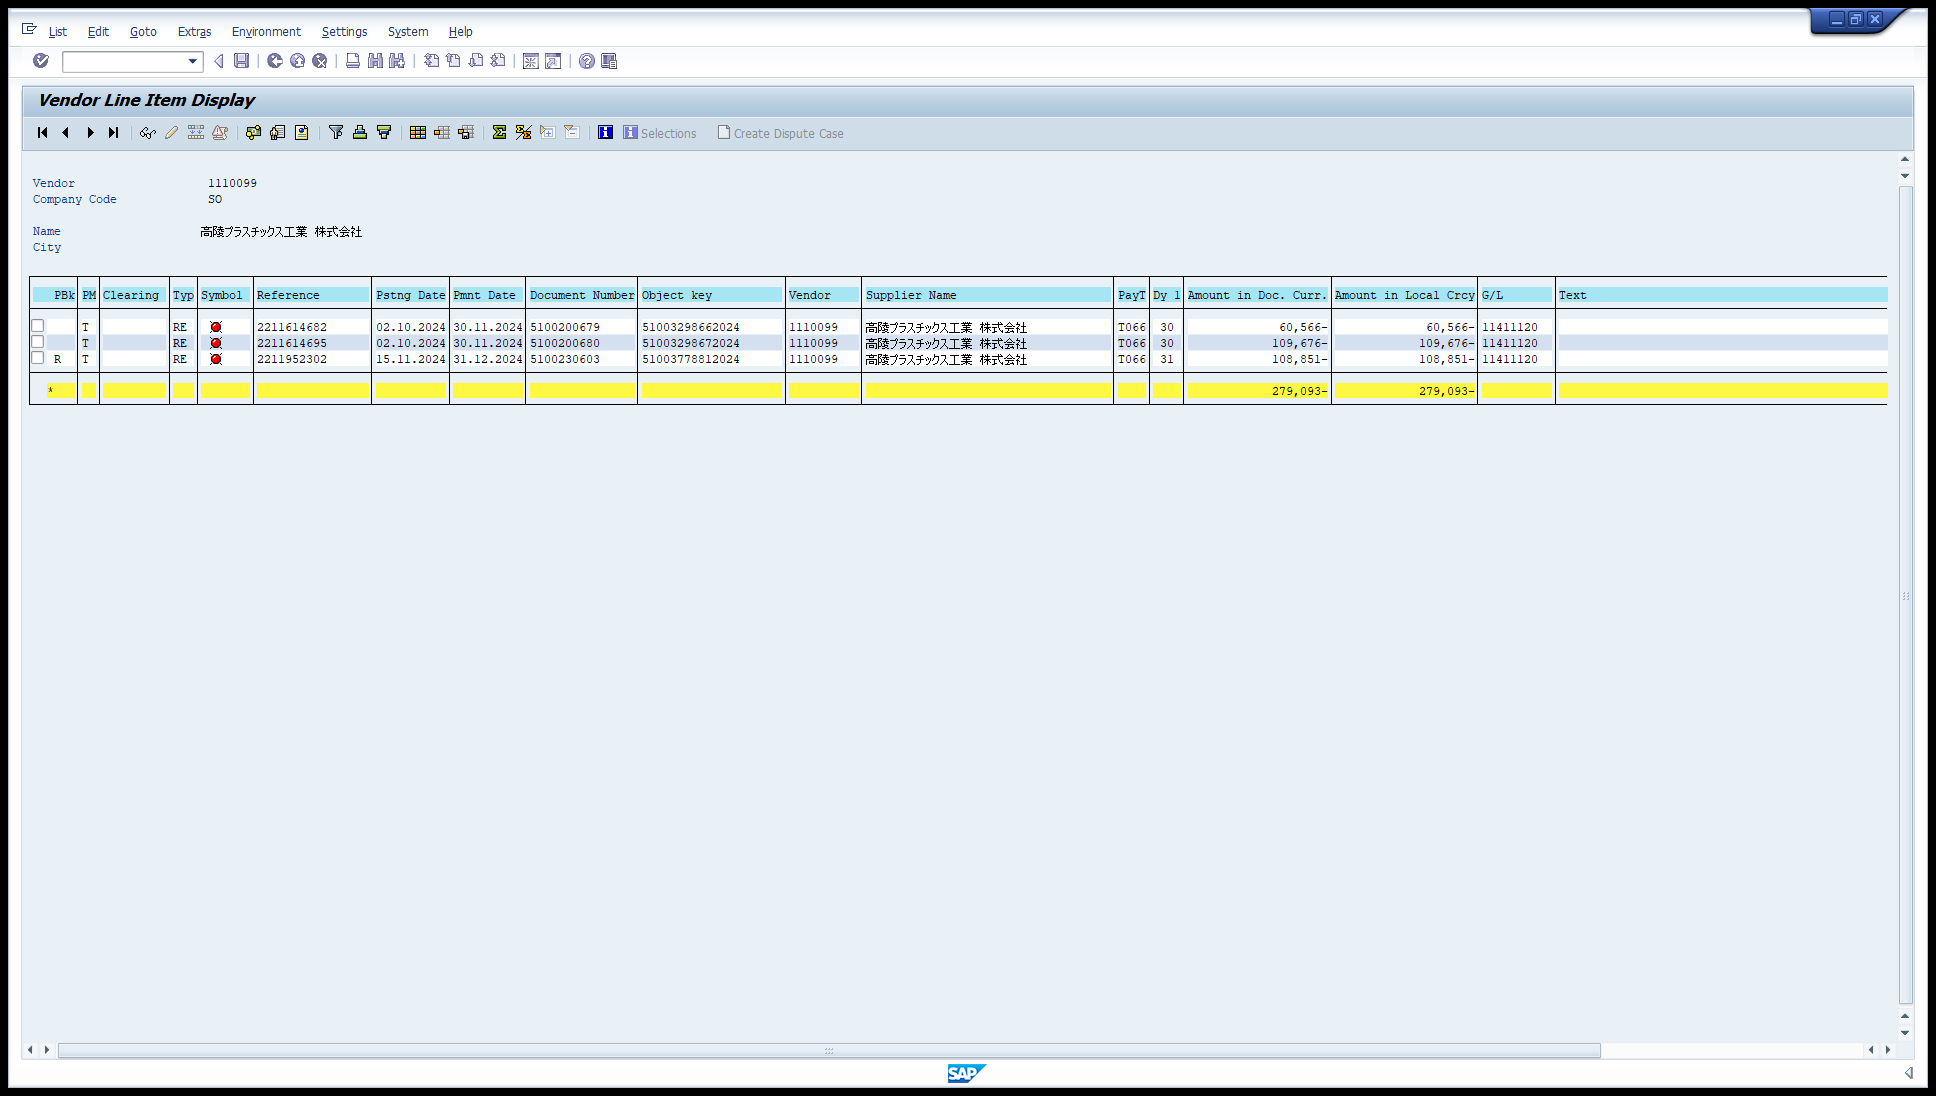 List Edit Goto Extras Environment Settings System Help
Vendor Line Item Display
Selections Create Dispute Case
Vendor 1110099
Company Code SO
Name 高陵プラスチックス工業 株式会社
City
PBk PM Clearing Typ Symbol Reference Pstng Date Pmnt Date Document Number Object key Vendor Supplier Name PayT Dy 1 Amount in Doc. Curr. Amount in Local Crcy G/L Text
T RE 2211614682 02.10.2024 30.11.2024 5100200679 51003298662024 1110099 高陵プラスチックス工業 株式会社 T066 30 60,566- 60,566- 11411120
T RE 2211614695 02.10.2024 30.11.2024 5100200680 51003298672024 1110099 高陵プラスチックス工業 株式会社 T066 30 109,676- 109,676- 11411120
R T RE 2211952302 15.11.2024 31.12.2024 5100230603 51003778812024 1110099 高陵プラスチックス工業 株式会社 T066 31 108,851- 108,851- 11411120
* 279,093- 279,093-
SAP